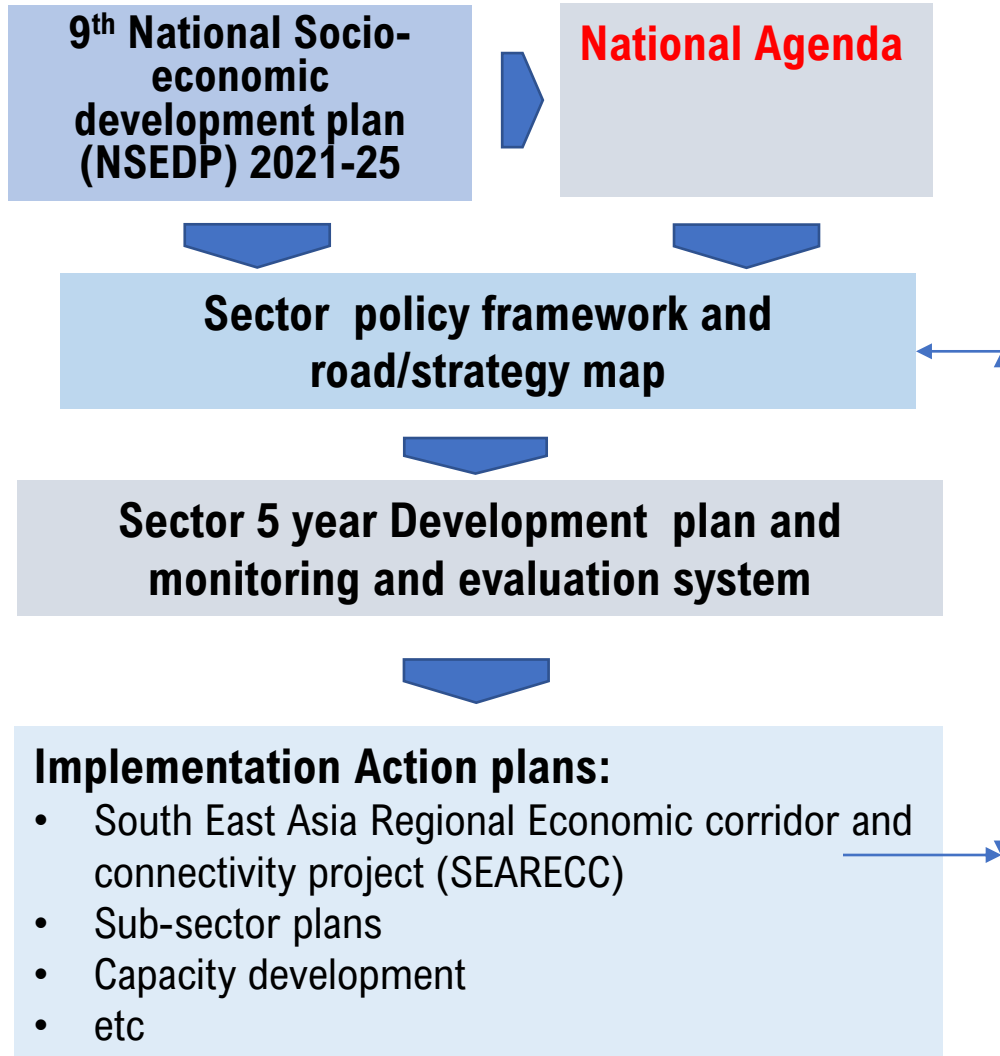 9th National Socio-
economic
development plan
(NSEDP) 2021-25
National Agenda
Sector policy framework and
road/strategy map
Sector 5 year Development plan and
monitoring and evaluation system
Implementation Action plans:
• South East Asia Regional Economic corridor and
connectivity project (SEARECC)
• Sub-sector plans
• Capacity development
• etc